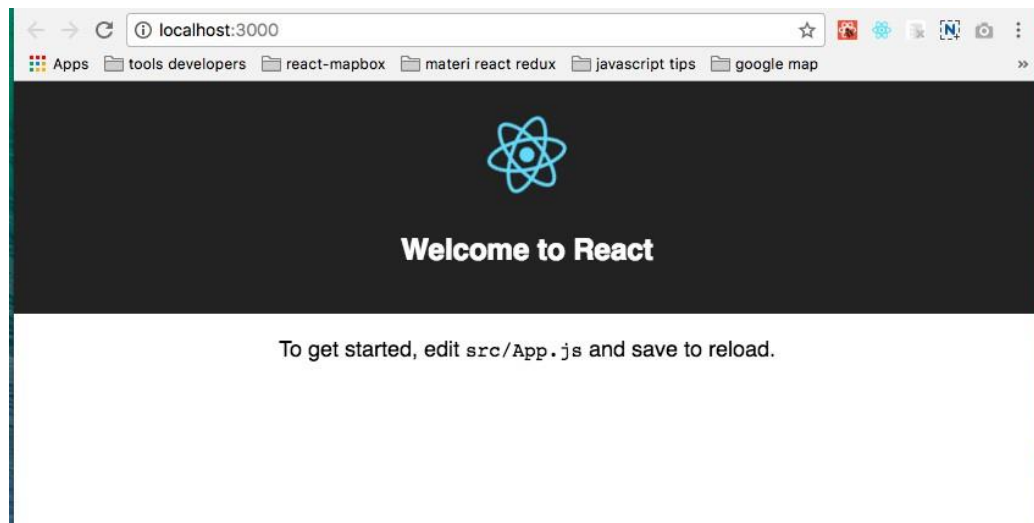 localhost:3000
Apps tools developers react-mapbox materi react redux javascript tips google map »
Welcome to React
To get started, edit src/App.js and save to reload.